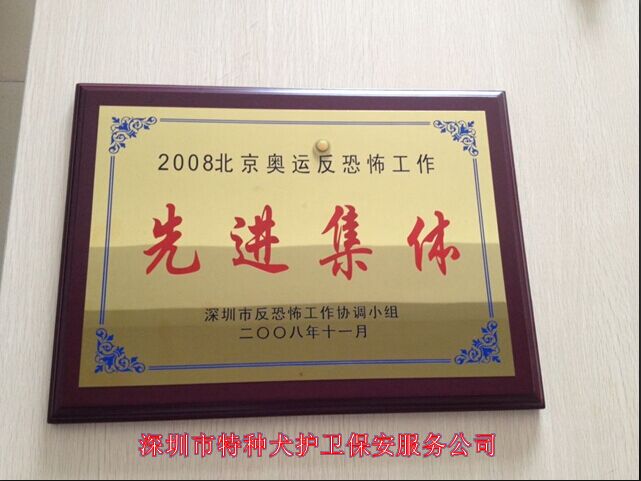 2008北京奥运反恐怖工作
先进集体
深圳市反恐怖工作协调小组
二〇〇八年十一月
深圳市特种犬护卫保安服务公司